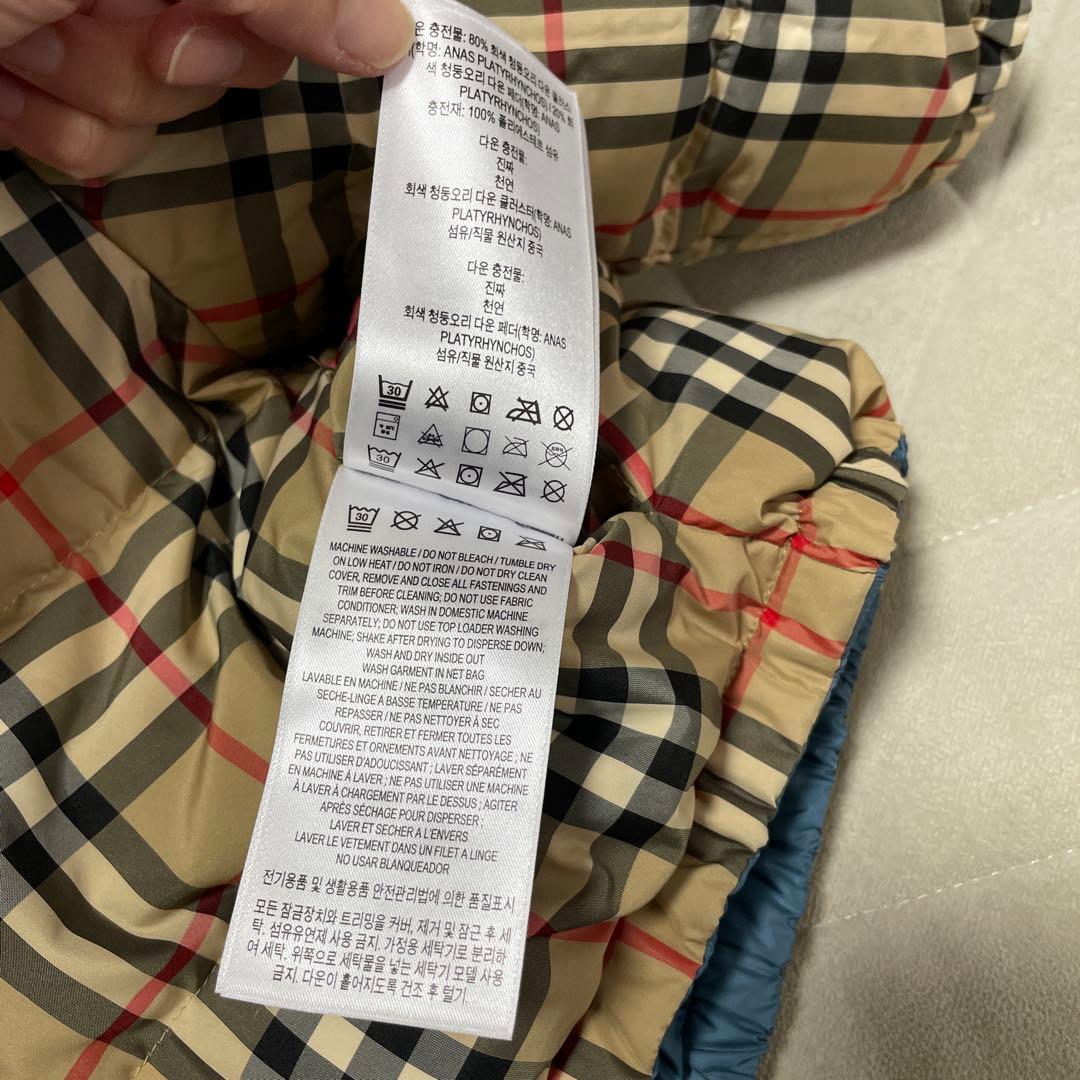 다운 충전물: 80% 회색 청둥오리 다운 클러스
터(학명: ANAS PLATYRHYNCHOS) 20% 회
색 청둥오리 다운 페더(학명: ANAS
PLATYRHYNCHOS)
충전재: 100% 폴리에스테르 섬유
다운 충전물:
진짜
천연
회색 청둥오리 다운 클러스터(학명: ANAS
PLATYRHYNCHOS)
섬유/직물 원산지 중국
다운 충전물:
진짜
천연
회색 청둥오리 다운 페더(학명: ANAS
PLATYRHYNCHOS)
섬유/직물 원산지 중국
30
30
30
MACHINE WASHABLE / DO NOT BLEACH / TUMBLE DRY
ON LOW HEAT / DO NOT IRON / DO NOT DRY CLEAN
COVER, REMOVE AND CLOSE ALL FASTENINGS AND
TRIM BEFORE CLEANING; DO NOT USE FABRIC
CONDITIONER; WASH IN DOMESTIC MACHINE
SEPARATELY; DO NOT USE TOP LOADER WASHING
MACHINE; SHAKE AFTER DRYING TO DISPERSE DOWN;
WASH AND DRY INSIDE OUT
WASH GARMENT IN NET BAG
LAVABLE EN MACHINE / NE PAS BLANCHIR / SECHER AU
SECHE-LINGE A BASSE TEMPERATURE / NE PAS
REPASSER / NE PAS NETTOYER À SEC
COUVRIR, RETIRER ET FERMER TOUTES LES
FERMETURES ET ORNEMENTS AVANT NETTOYAGE ; NE
PAS UTILISER D'ADOUCISSANT ; LAVER SÉPARÉMENT
EN MACHINE À LAVER ; NE PAS UTILISER UNE MACHINE
À LAVER À CHARGEMENT PAR LE DESSUS ; AGITER
APRÈS SÉCHAGE POUR DISPERSER ;
LAVER ET SECHER A L'ENVERS
LAVER LE VETEMENT DANS UN FILET A LINGE
NO USAR BLANQUEADOR
전기용품 및 생활용품 안전관리법에 의한 품질표시
모든 잠금장치와 트리밍을 커버, 제거 및 잠근 후 세
탁. 섬유유연제 사용 금지. 가정용 세탁기로 분리하
여 세탁. 위쪽으로 세탁물을 넣는 세탁기 모델 사용
금지. 다운이 흩어지도록 건조 후 털기.